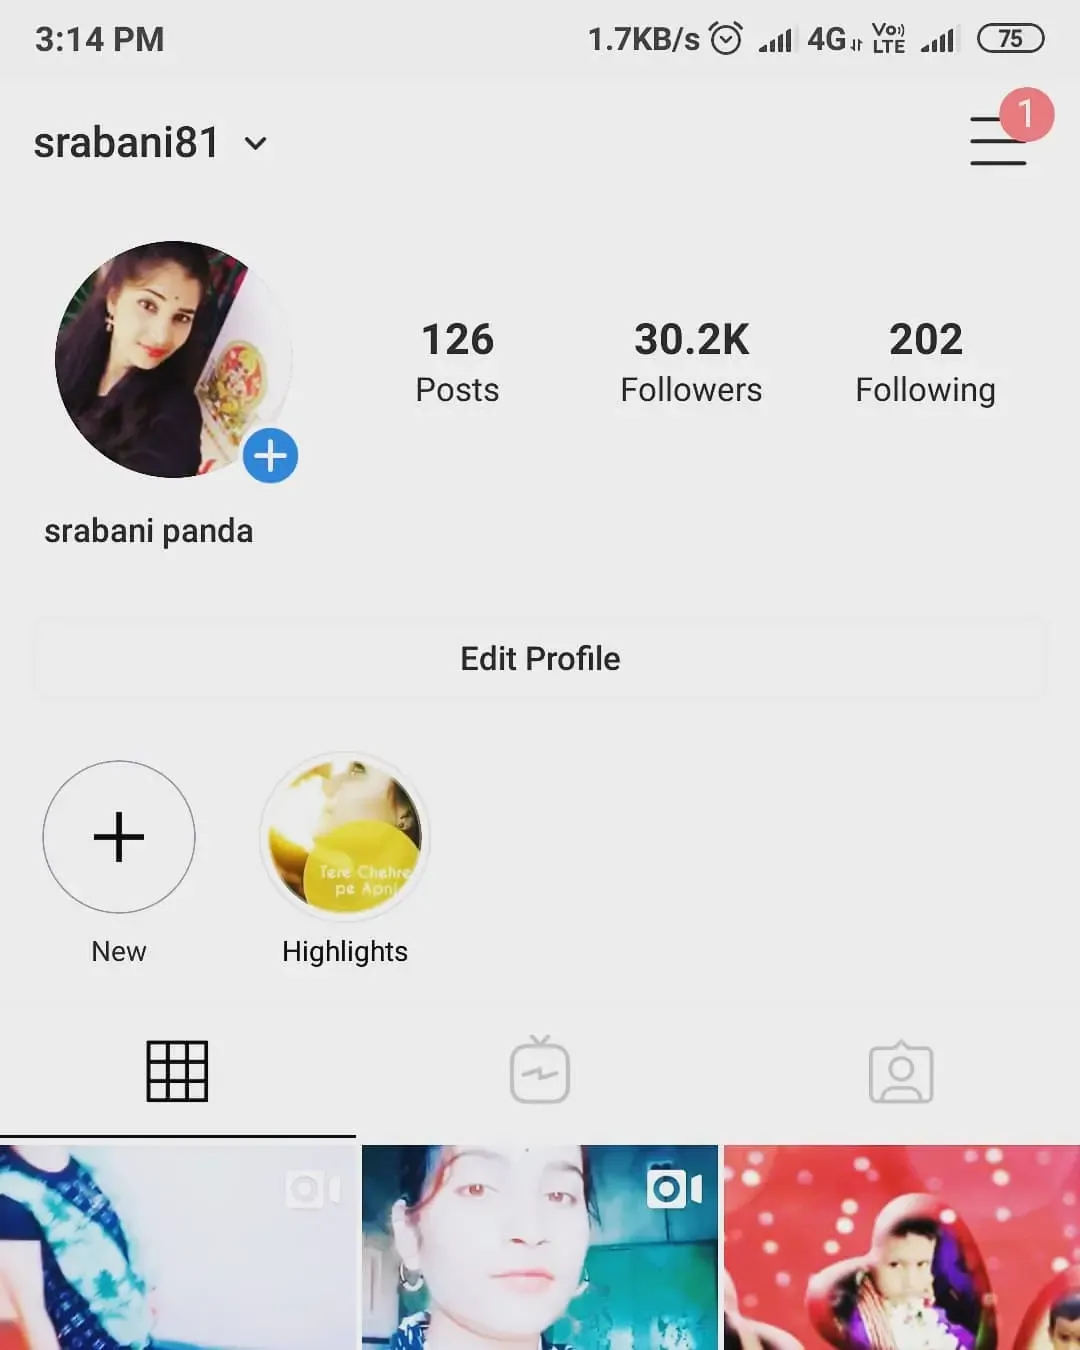 3:14 PM 1.7KB/s 4G Vo)) LTE 75
srabani81
1
126 30.2K 202
Posts Followers Following
srabani panda
Edit Profile
Tere Chehre
pe Apni
New Highlights